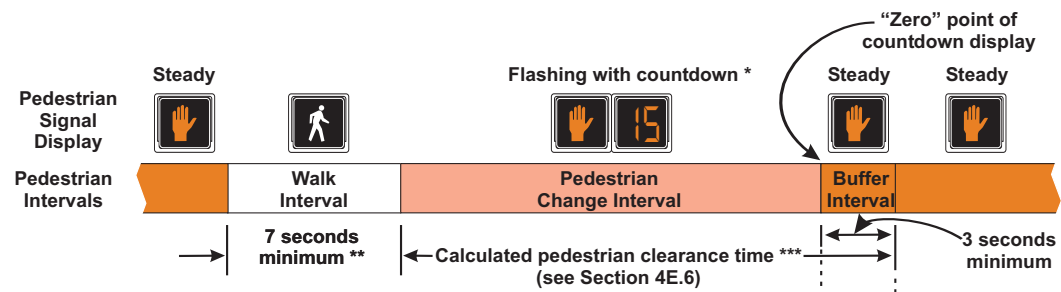 “Zero” point of
countdown display
Steady
Flashing with countdown *
Steady
Steady
Pedestrian
Signal
Display
15
Pedestrian
Intervals
Walk
Interval
Pedestrian
Change Interval
Buffer
Interval
7 seconds
minimum **
Calculated pedestrian clearance time ***
(see Section 4E.6)
3 seconds
minimum